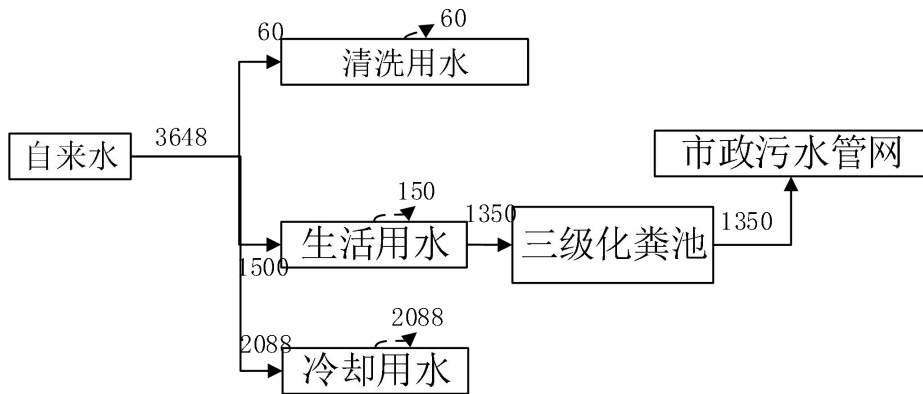 60
60
清洗用水
3648
自来水
市政污水管网
150
1350
1350
生活用水
三级化粪池
1500
2088
2088
冷却用水